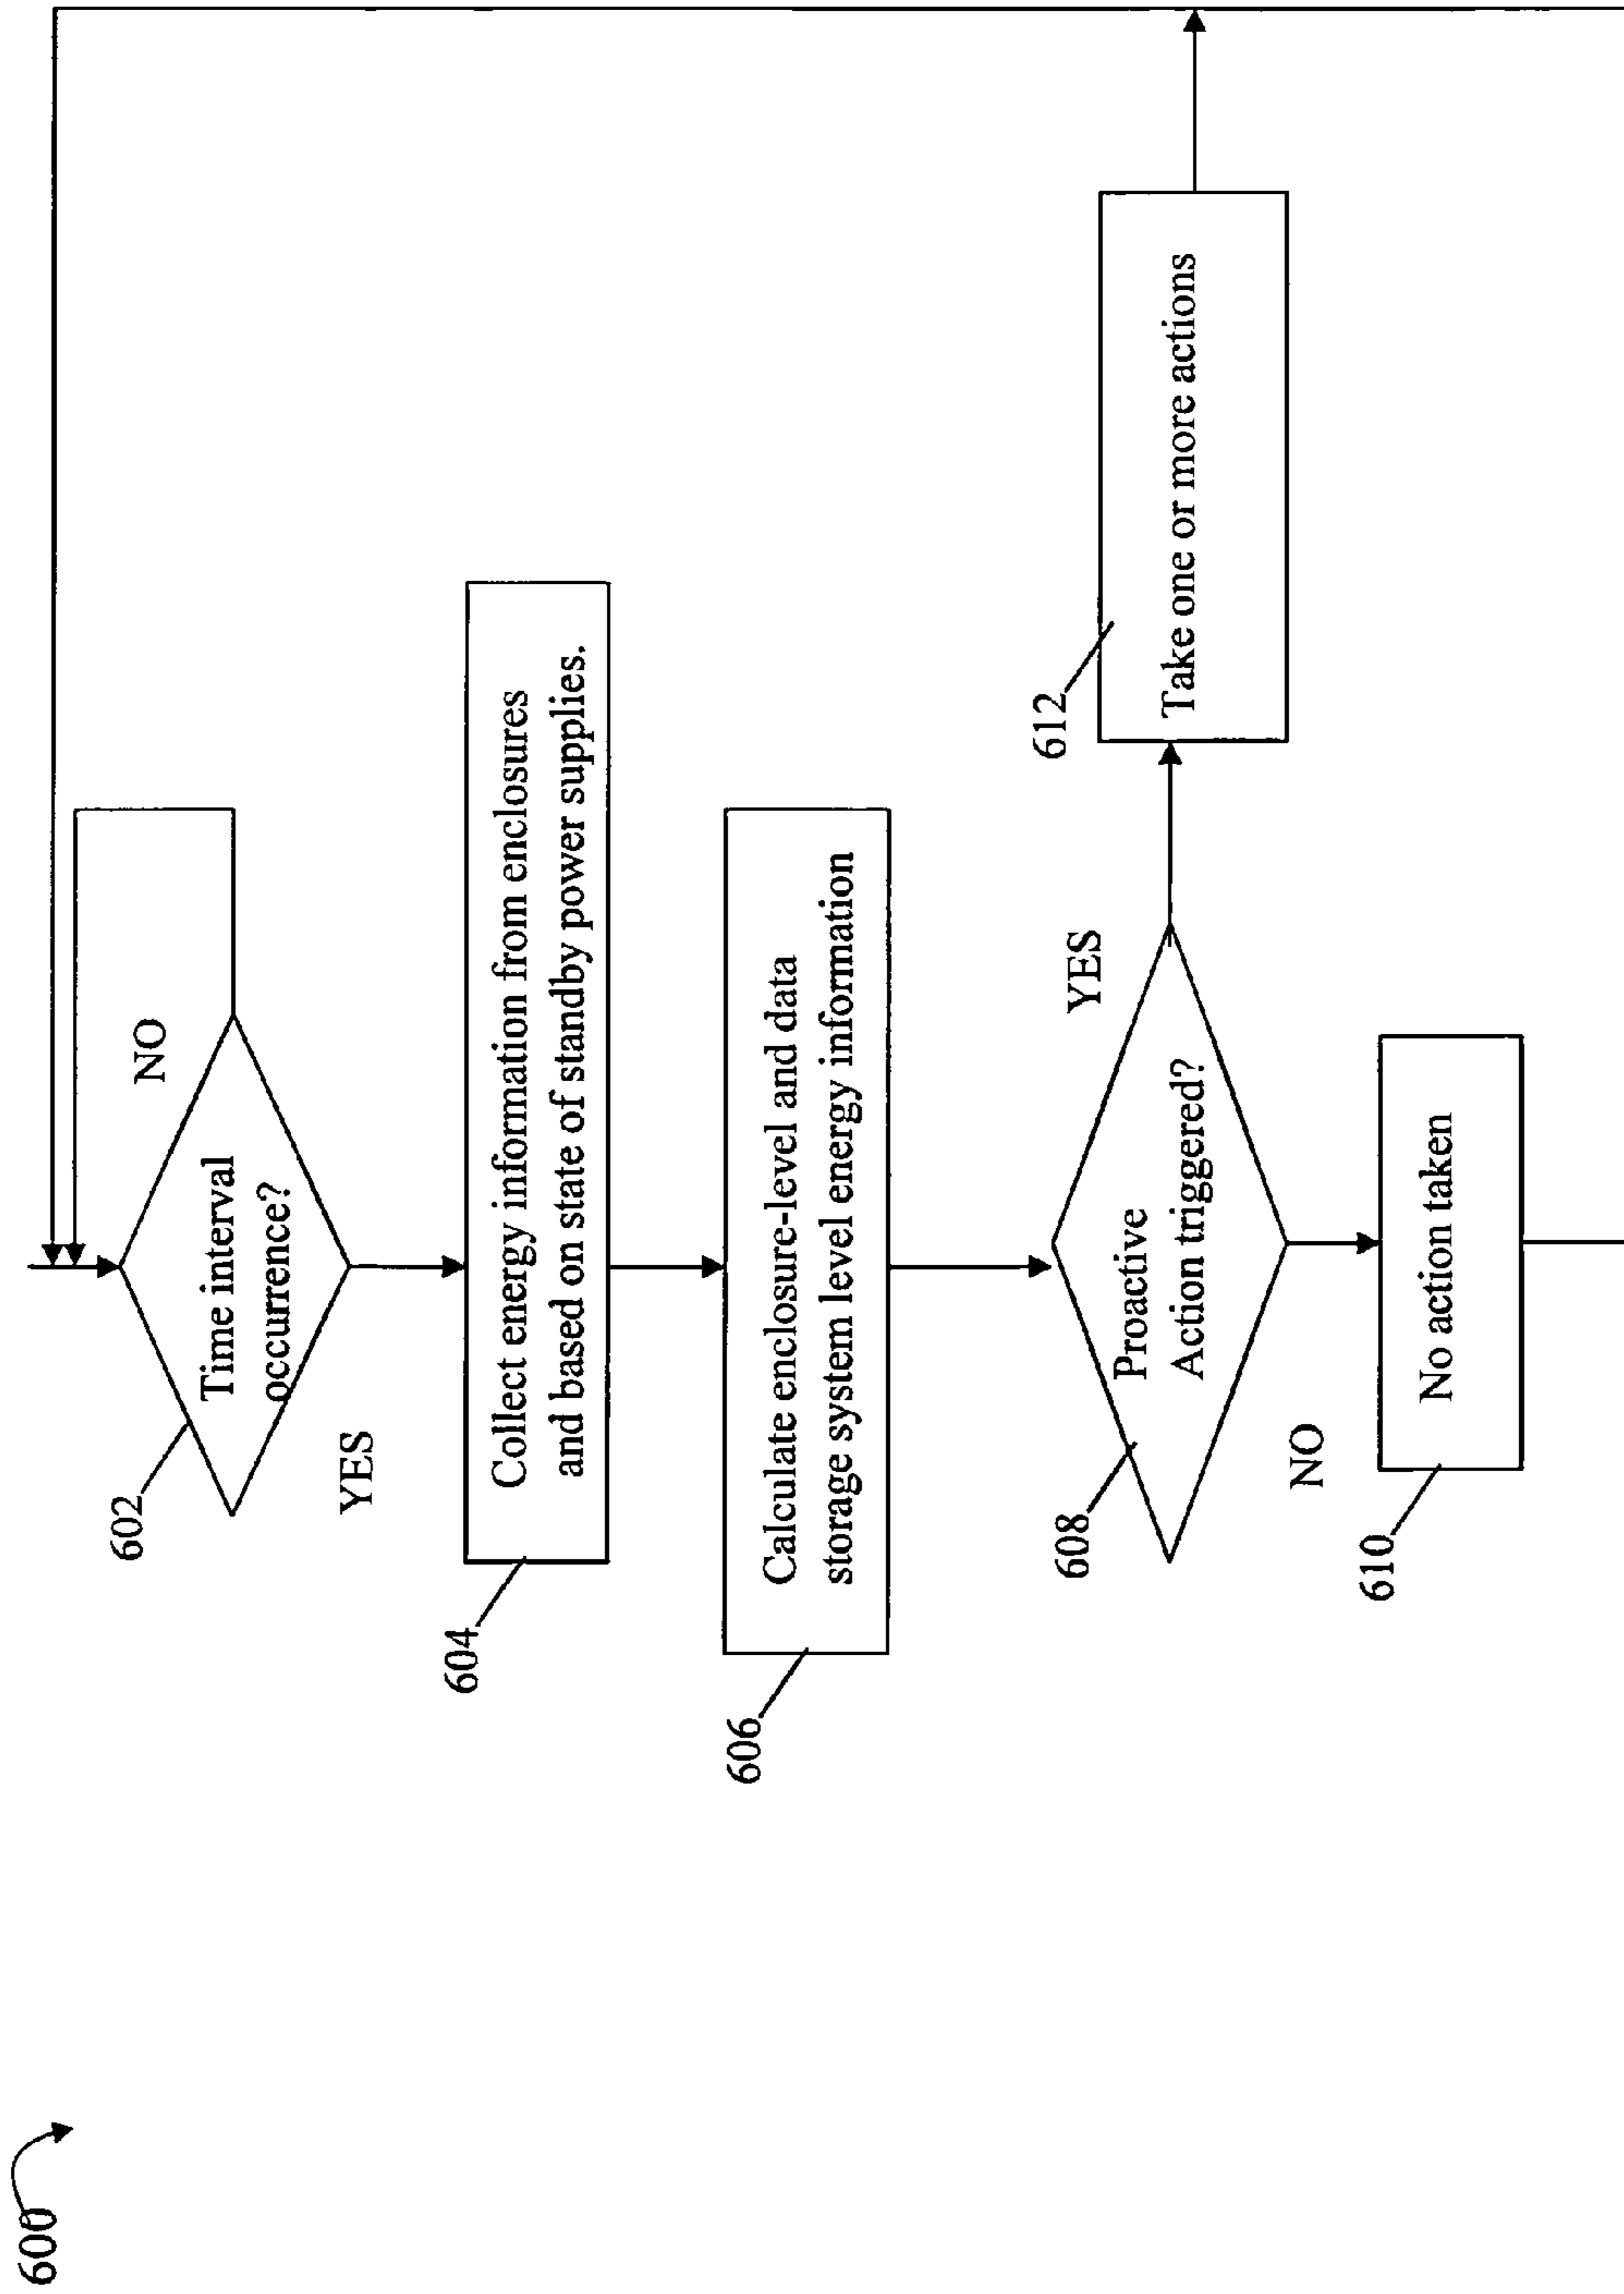 600
602
Time interval
occurrence?
NO
YES
604
Collect energy information from enclosures
and based on state of standby power supplies.
606
Calculate enclosure-level and data
storage system level energy information
608
Proactive
Action triggered?
YES
NO
612
Take one or more actions
610
No action taken